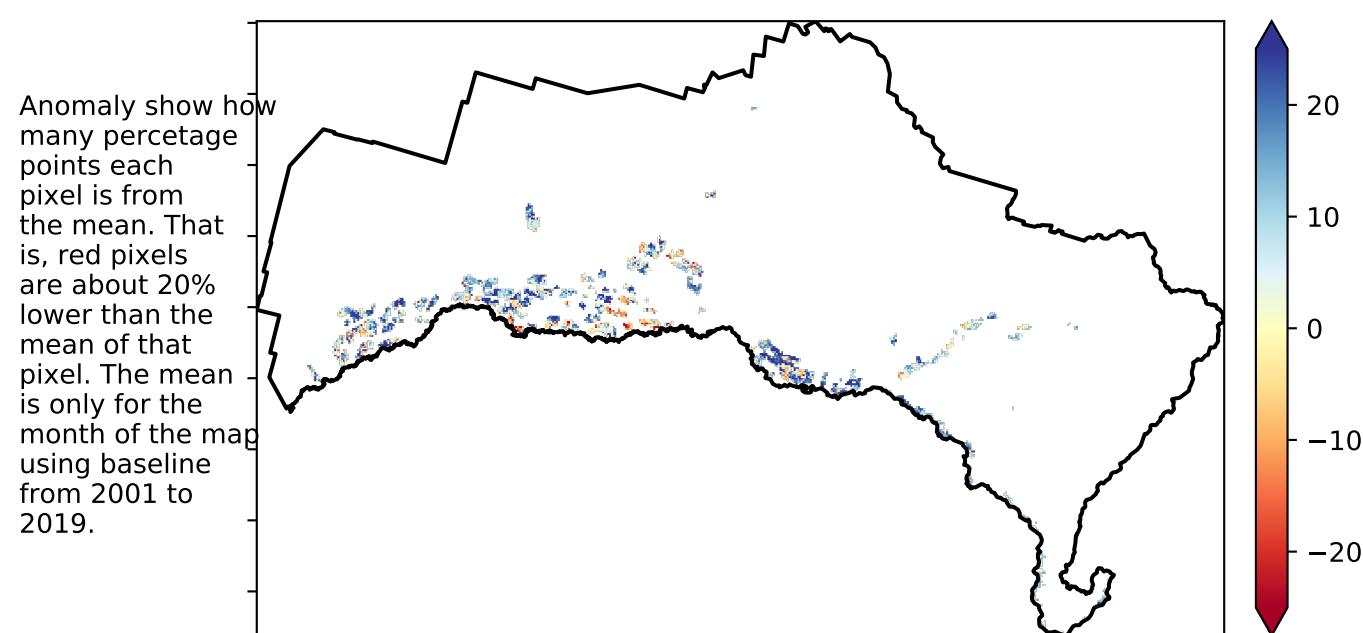 Anomaly show how
many percetage
points each
pixel is from
the mean. That
is, red pixels
are about 20%
lower than the
mean of that
pixel. The mean
is only for the
month of the map
using baseline
from 2001 to
2019.
20
10
0
−10
−20